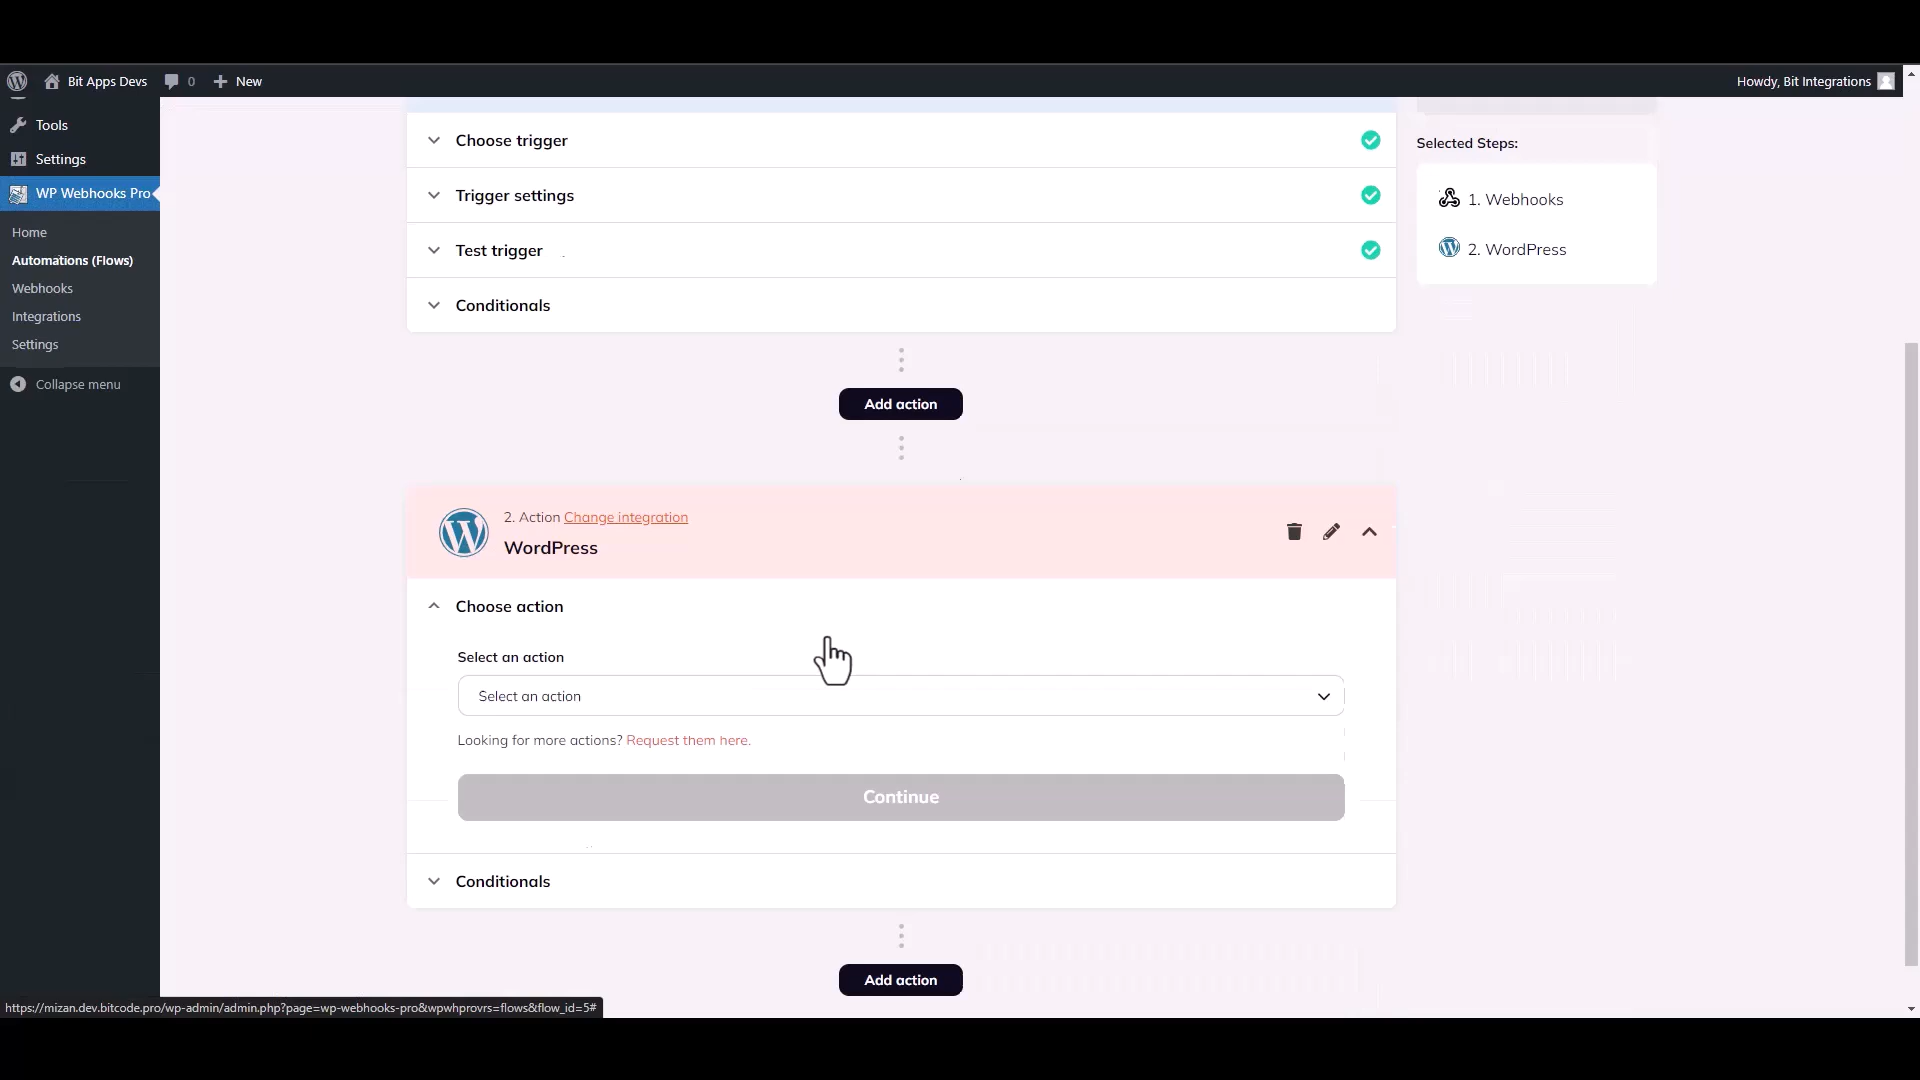 Bit Apps Devs
0
New
Howdy, Bit Integrations
Tools
Settings
WP Webhooks Pro
Home
Automations (Flows)
Webhooks
Integrations
Settings
Collapse menu
Choose trigger
Trigger settings
Test trigger
Conditionals
Add action
2. Action Change integration
WordPress
Choose action
Select an action
Select an action
Looking for more actions? Request them here.
Continue
Conditionals
Add action
Selected Steps:
1. Webhooks
2. WordPress
https://mizan.dev.bitcode.pro/wp-admin/admin.php?page=wp-webhooks-pro&wpwhprovrs=flows&flow_id=5#